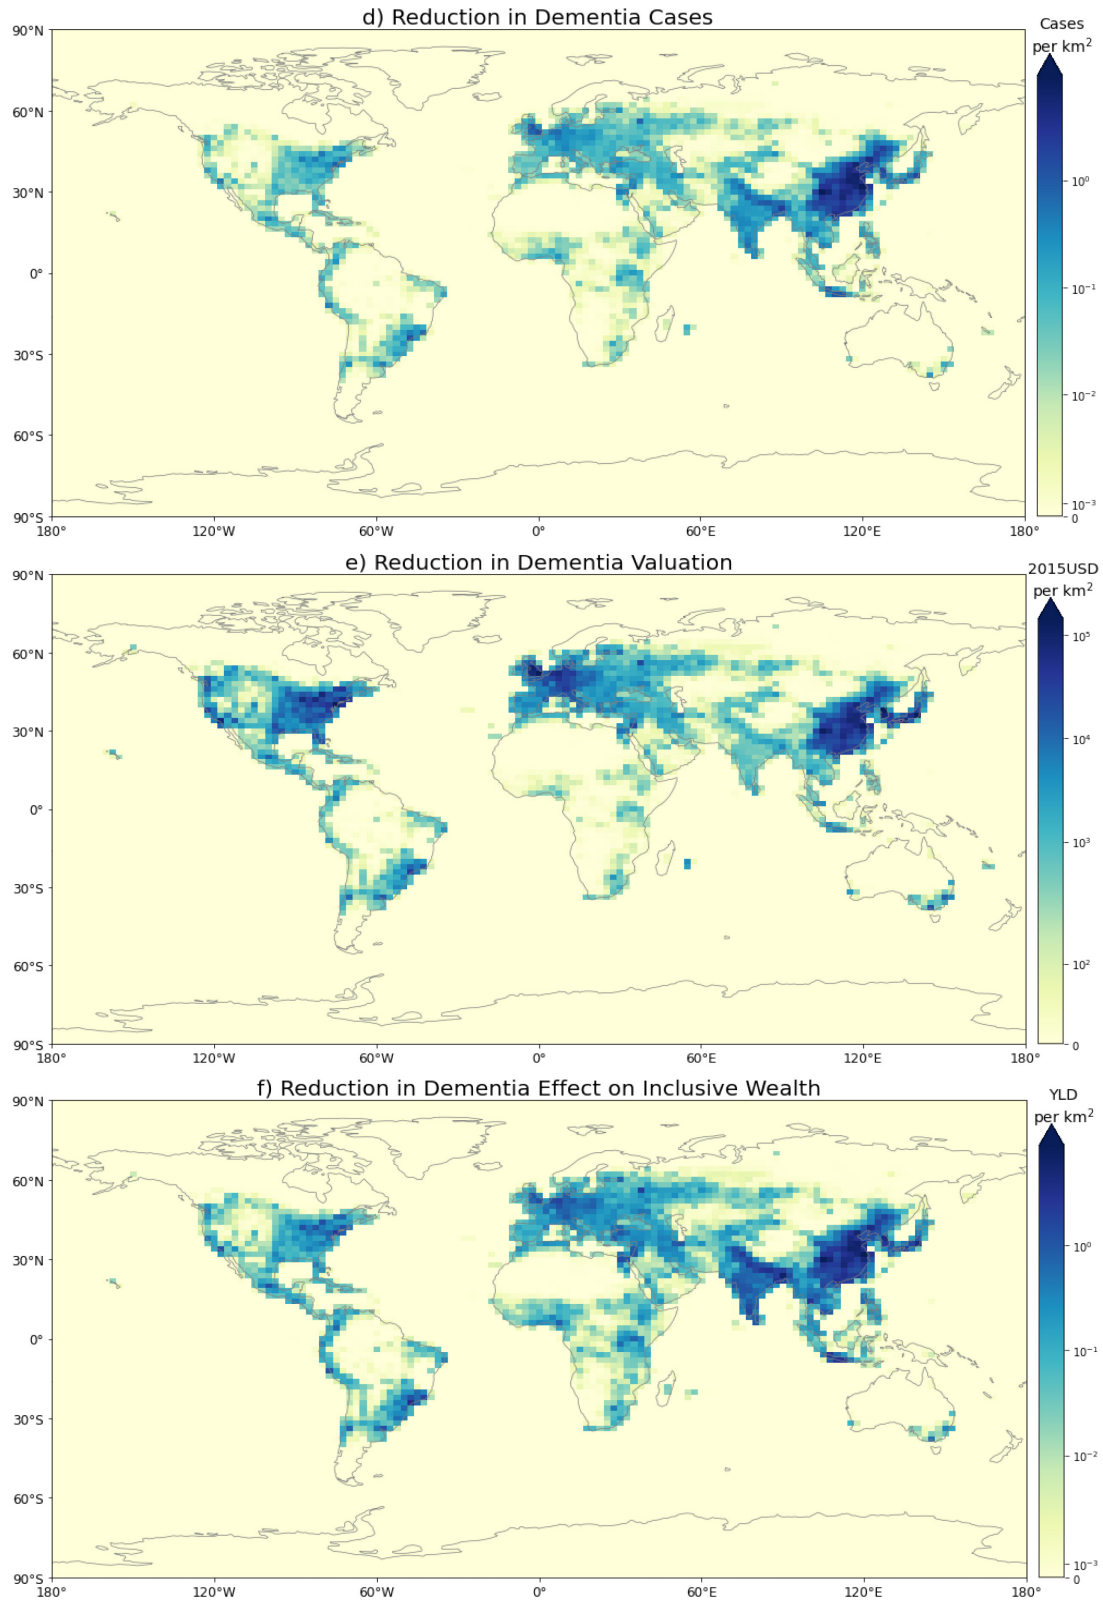 d) Reduction in Dementia Cases
Cases
per km²
90°N
60°N
30°N
0°
30°S
60°S
90°S
180°
120°W
60°W
0°
60°E
120°E
180°
10⁰
10⁻¹
10⁻²
10⁻³
0
e) Reduction in Dementia Valuation
2015USD
per km²
90°N
60°N
30°N
0°
30°S
60°S
90°S
180°
120°W
60°W
0°
60°E
120°E
180°
10⁵
10⁴
10³
10²
0
f) Reduction in Dementia Effect on Inclusive Wealth
YLD
per km²
90°N
60°N
30°N
0°
30°S
60°S
90°S
180°
120°W
60°W
0°
60°E
120°E
180°
10⁰
10⁻¹
10⁻²
10⁻³
0